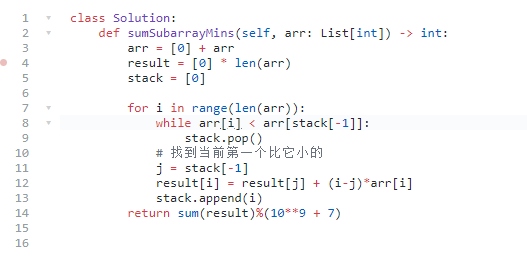 1 class Solution:
2     def sumSubarrayMins(self, arr: List[int]) -> int:
3         arr = [0] + arr
4         result = [0] * len(arr)
5         stack = [0]
6
7         for i in range(len(arr)):
8             while arr[i] < arr[stack[-1]]:
9                 stack.pop()
10             # 找到当前第一个比它小的
11             j = stack[-1]
12             result[i] = result[j] + (i-j)*arr[i]
13             stack.append(i)
14         return sum(result)%(10**9 + 7)
15
16